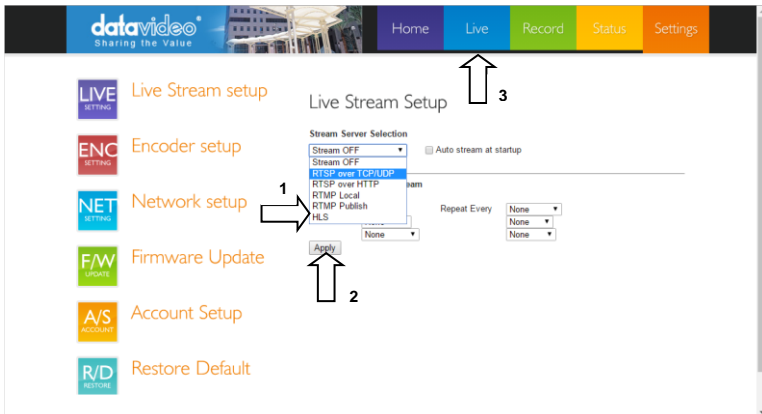 datavideo
Sharing the Value
Home Live Record Status Settings
3
LIVE
SETTING
Live Stream setup
ENC
SETTING
Encoder setup
NET
SETTING
Network setup
F/W
UPDATE
Firmware Update
A/S
ACCOUNT
Account Setup
R/D
RESTORE
Restore Default
Live Stream Setup
Stream Server Selection
Stream OFF Auto stream at startup
Stream OFF
RTSP over TCP/UDP
RTSP over HTTP
RTMP Local
RTMP Publish
HLS
1
Repeat Every None
None
None None
Apply
2